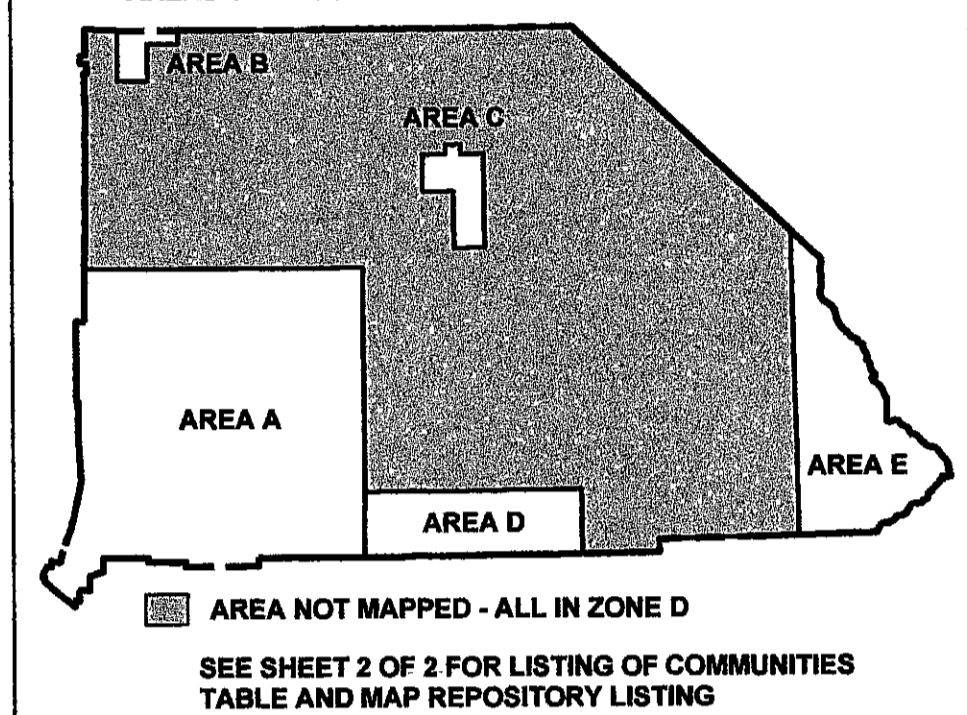 AREA B
AREA C
AREA A
AREA E
AREA D
AREA NOT MAPPED - ALL IN ZONE D
SEE SHEET 2 OF 2 FOR LISTING OF COMMUNITIES
TABLE AND MAP REPOSITORY LISTING